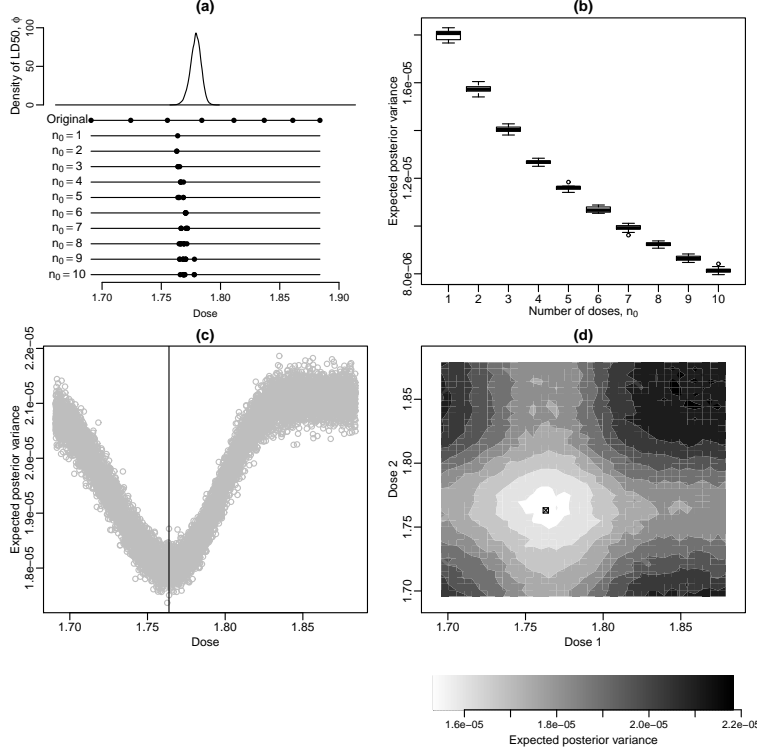 (a)
Density of LD50, ϕ
0 50 100
Original
n₀ = 1
n₀ = 2
n₀ = 3
n₀ = 4
n₀ = 5
n₀ = 6
n₀ = 7
n₀ = 8
n₀ = 9
n₀ = 10
1.70 1.75 1.80 1.85 1.90
Dose
(b)
Expected posterior variance
8.0e−06 1.2e−05 1.6e−05
1 2 3 4 5 6 7 8 9 10
Number of doses, n₀
(c)
Expected posterior variance
1.8e−05 1.9e−05 2.0e−05 2.1e−05 2.2e−05
1.70 1.75 1.80 1.85
Dose
(d)
Dose 2
1.70 1.75 1.80 1.85
1.70 1.75 1.80 1.85
Dose 1
1.6e−05 1.8e−05 2.0e−05 2.2e−05
Expected posterior variance